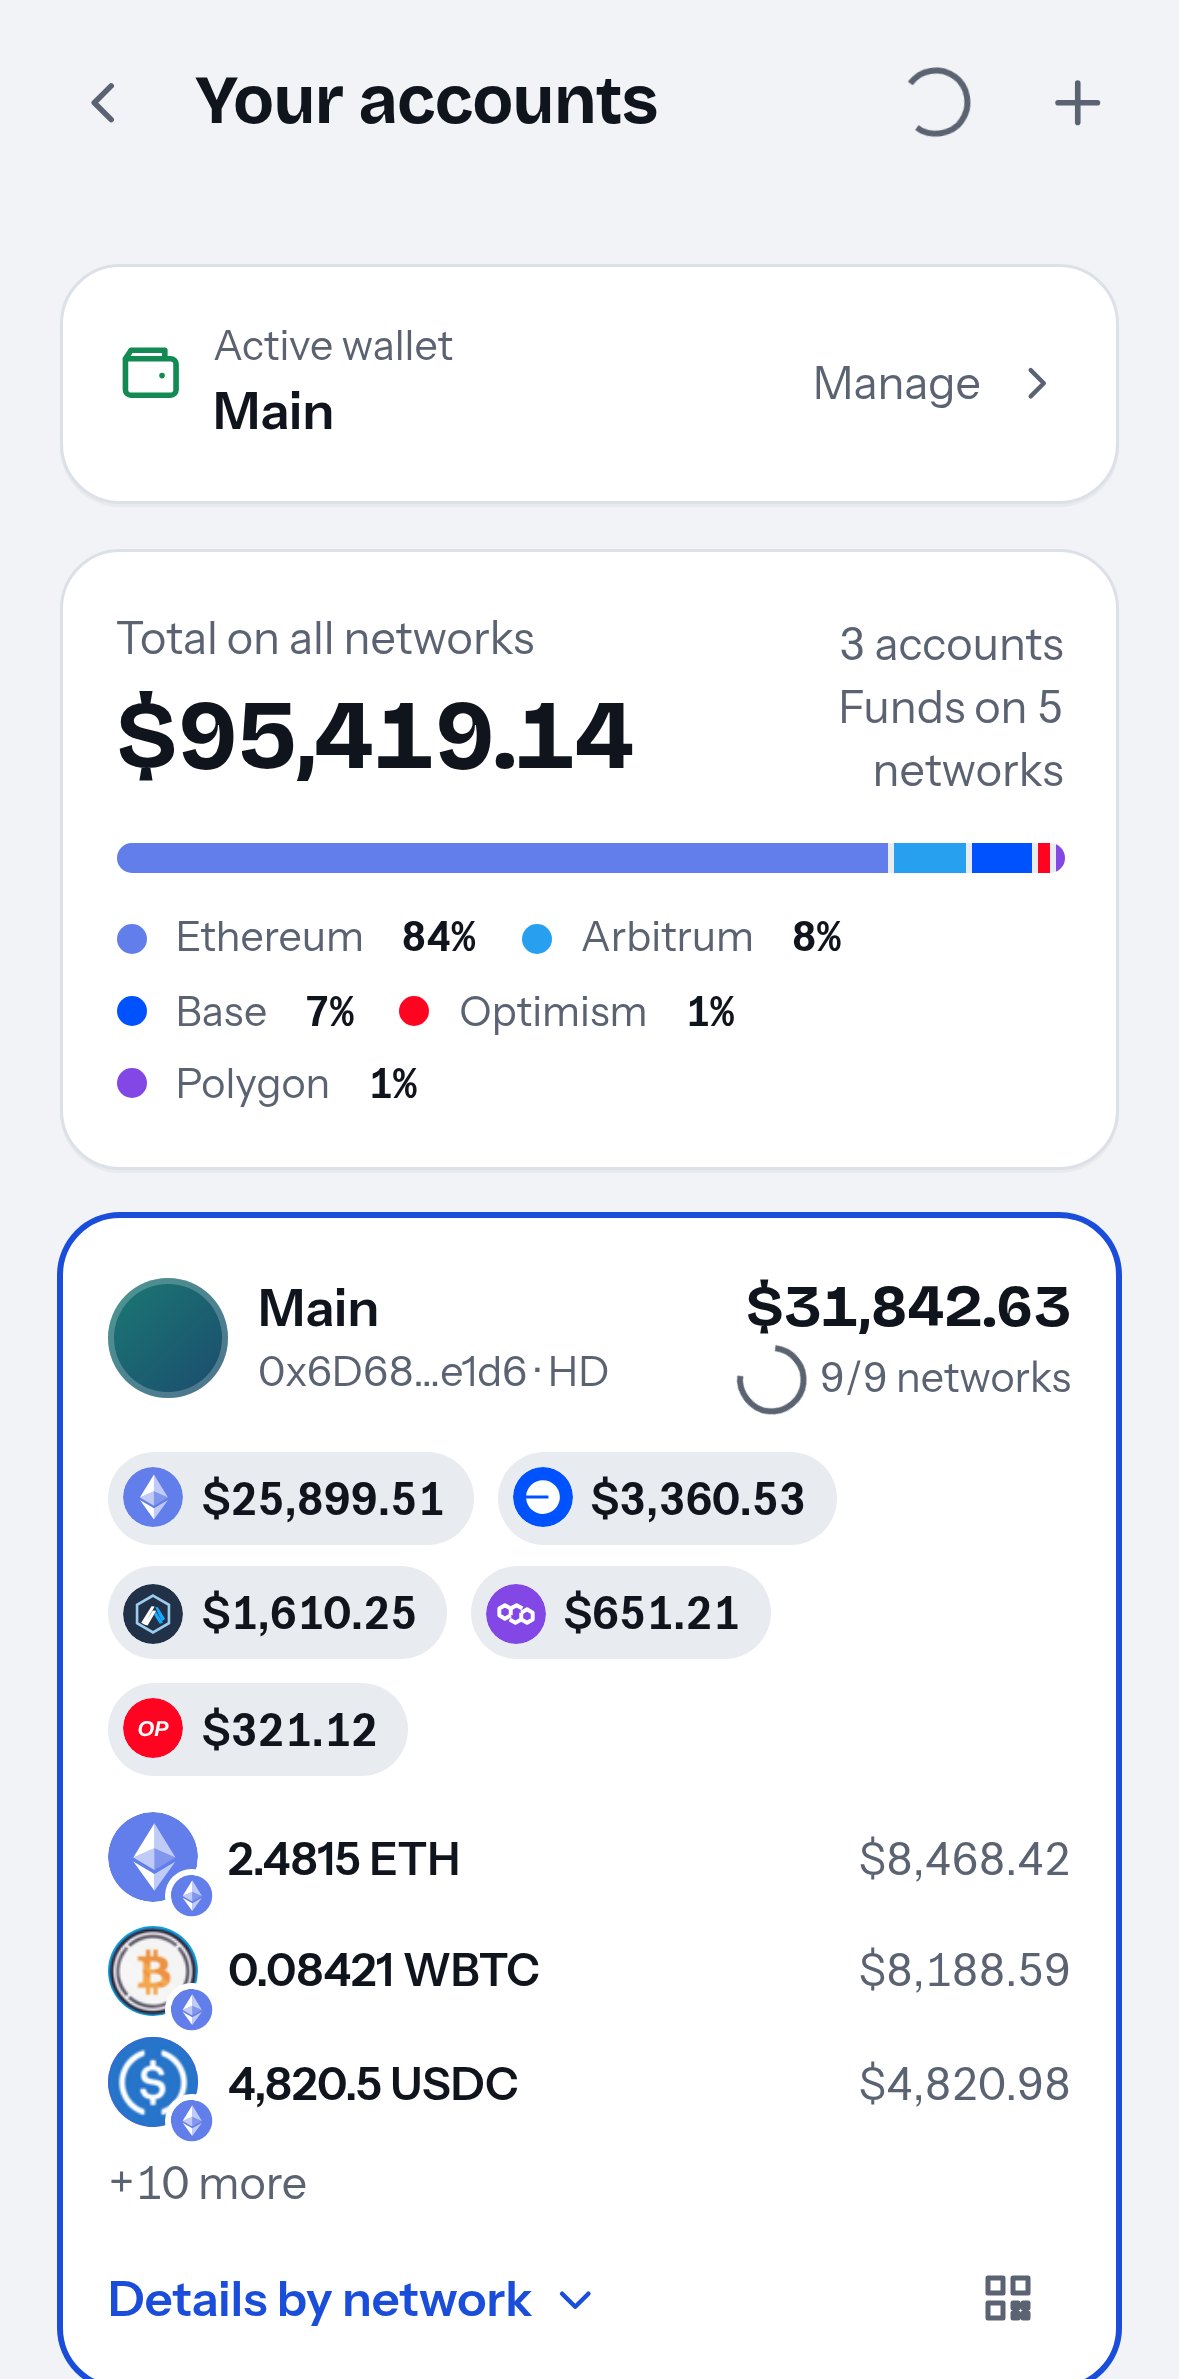 Your accounts
Active wallet
Main
Manage
Total on all networks
$95,419.14
3 accounts
Funds on 5
networks
Ethereum 84% Arbitrum 8%
Base 7% Optimism 1%
Polygon 1%
Main
$31,842.63
0x6D68...e1d6 · HD
9/9 networks
$25,899.51 $3,360.53
$1,610.25 $651.21
OP $321.12
2.4815 ETH $8,468.42
0.08421 WBTC $8,188.59
4,820.5 USDC $4,820.98
+10 more
Details by network